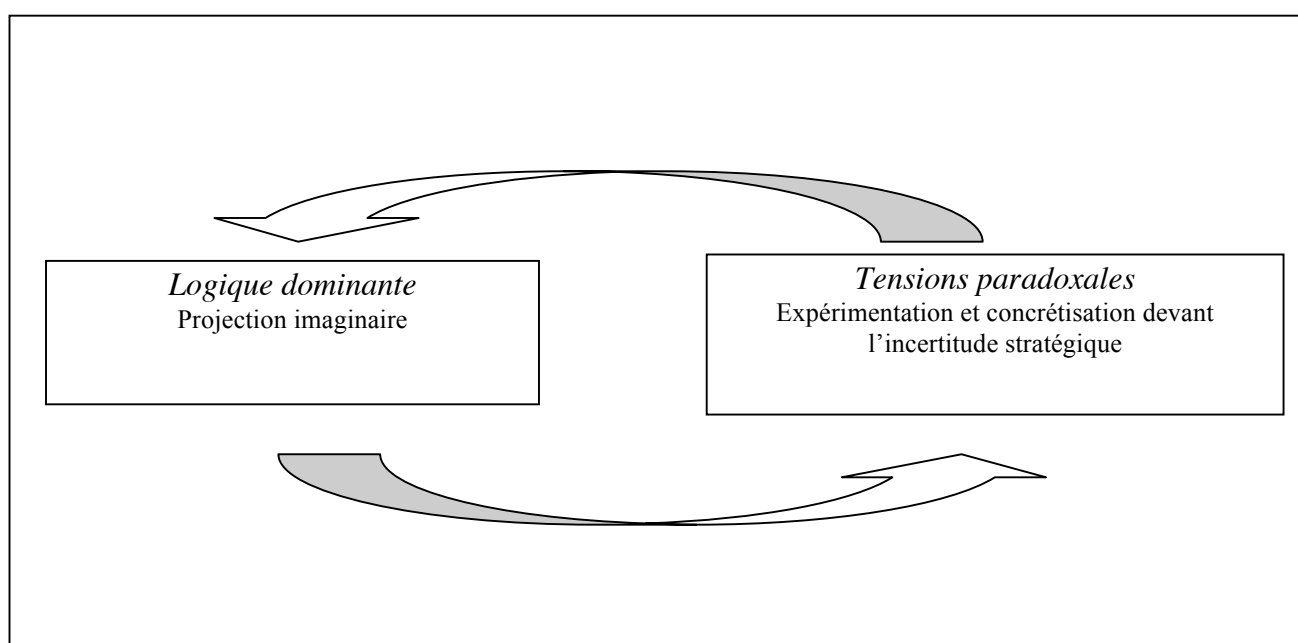 Logique dominante
Projection imaginaire
Tensions paradoxales
Expérimentation et concrétisation devant
l’incertitude stratégique